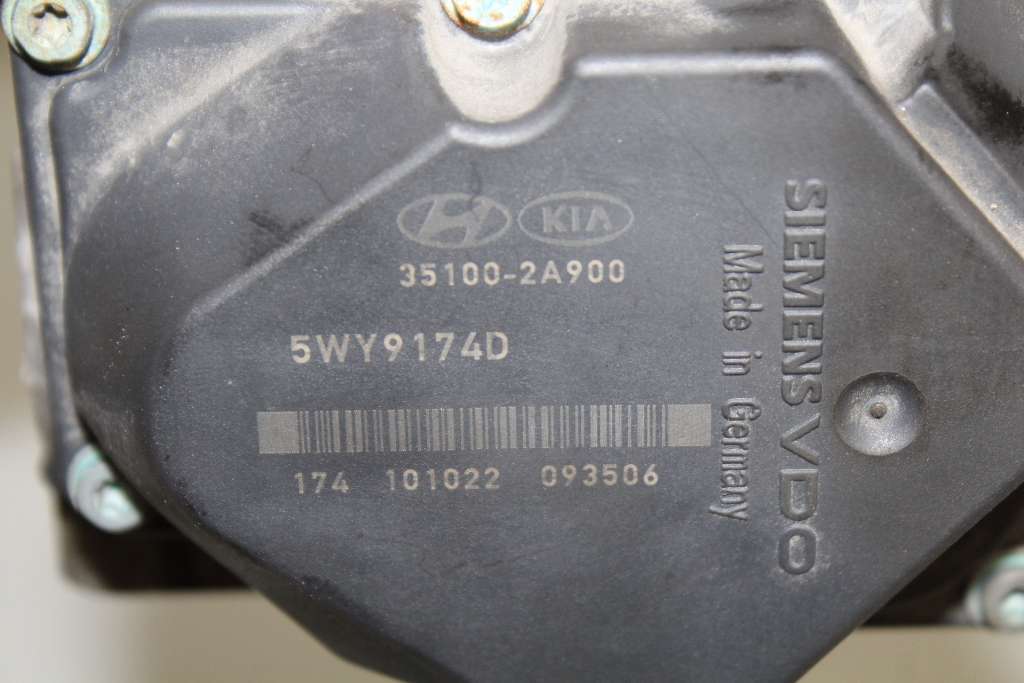 KIA
35100-2A900
5WY9174D
174 101022 093506
Made in Germany
SIEMENS VDO